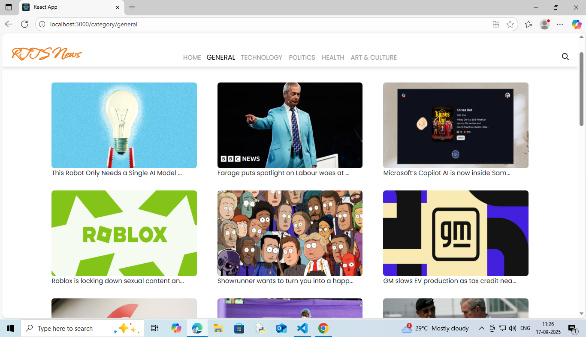 React App
localhost:3000/category/general
RJJS News
HOME GENERAL TECHNOLOGY POLITICS HEALTH ART & CULTURE
BBC NEWS
This Robot Only Needs a Single AI Model ...
Farage puts spotlight on Labour woes at ...
Microsoft's Copilot AI is now inside Sam...
ROBLOX
gm
Roblox is locking down sexual content an...
Showrunner wants to turn you into a happ...
GM slows EV production as tax credit nea...
Type here to search
29°C Mostly cloudy
ENG
11:26
17-09-2025